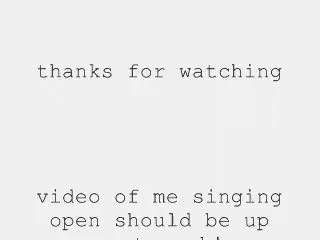 thanks for watching
video of me singing
open should be up